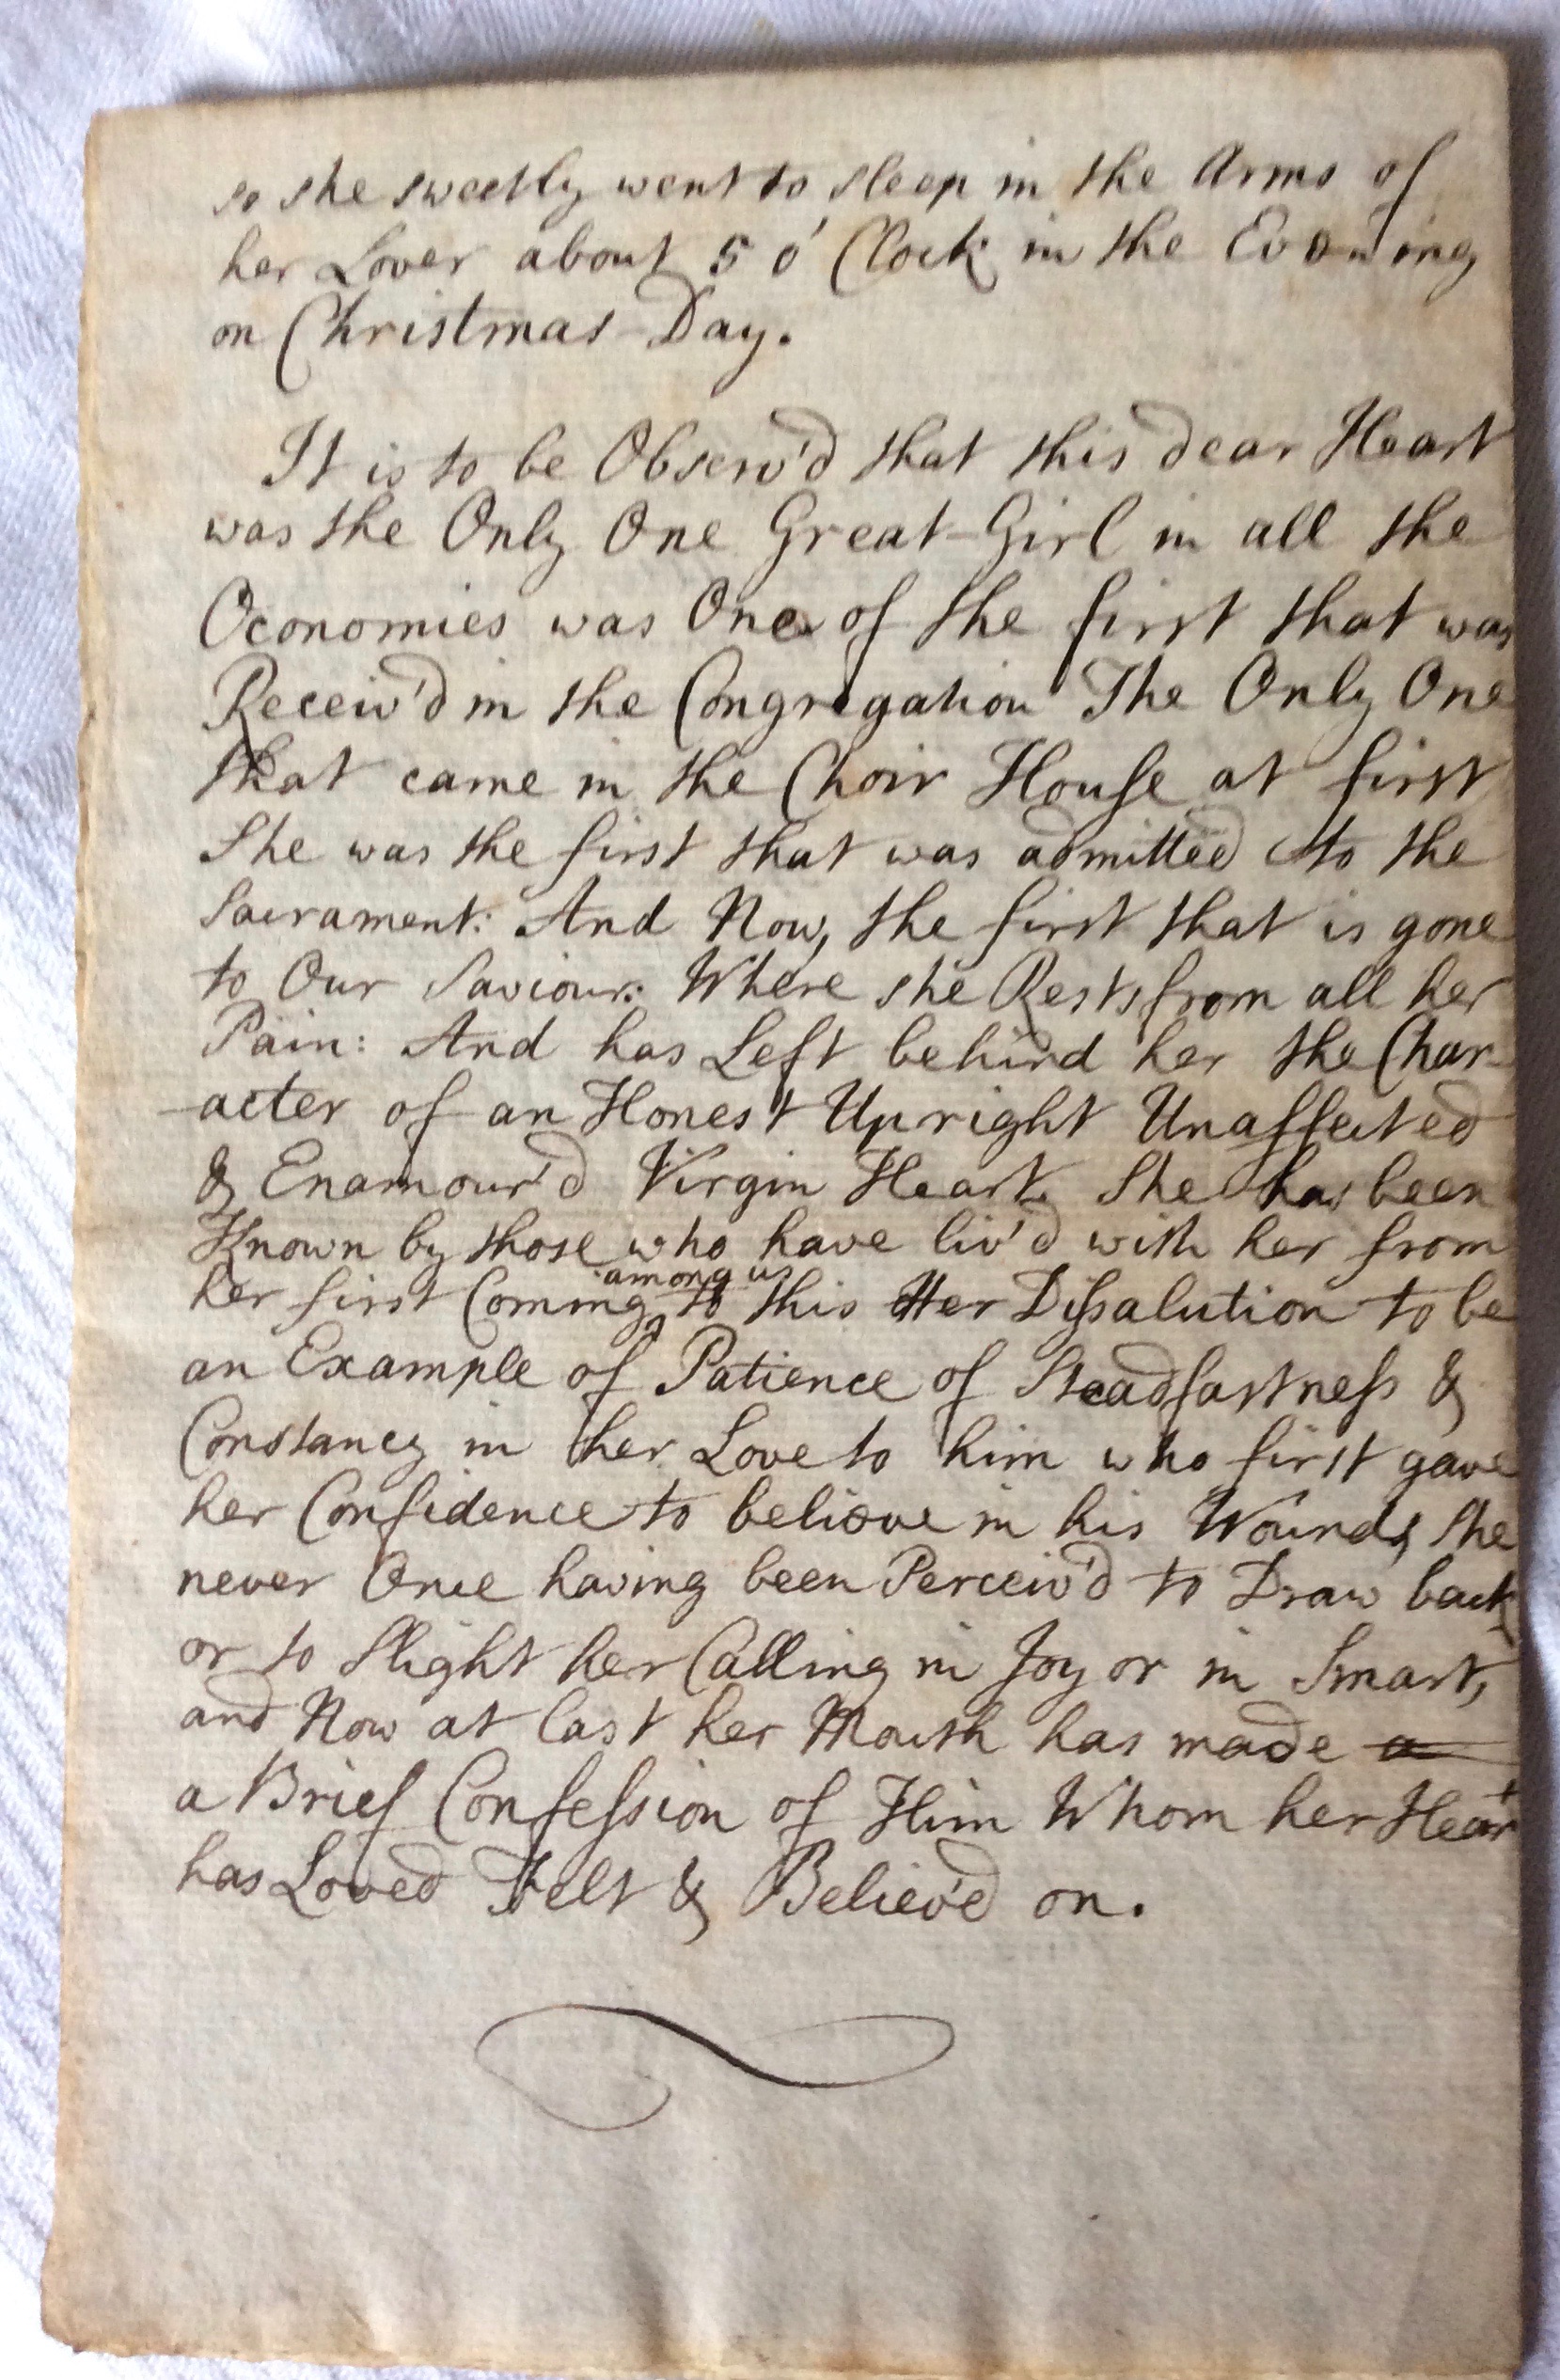 so she sweetly went to sleep in the Arms of
her Lover about 5 o' Clock in the Evening
on Christmas-Day.
It is to be Observ'd that this dear Heart
was the Only One Great-Girl in all the
Oconomies was One of the first that was
Receiv'd in the Congregation The Only One
that came in the Choir House at first
She was the first that was admitted to the
Sacrament: And Now, the first that is gone
to Our Saviour: Where she Rests from all her
Pain: And has Left behind her the Char-
-acter of an Honest Upright Unaffected
& Enamour'd Virgin Heart. She has been
Known by those who have liv'd with her from
her first Coming among us to this Her Dissalution to be
an Example of Patience of Steadfastness &
Constancy in her Love to him who first gave
her Confidence to believe in his Wounds, She
never Once having been Perceiv'd to Draw back
or to Slight her Calling in Joy or in Smart,
and Now at last her Mouth has made a
a Brief Confession of Him Whom her Heart
has Loved Felt & Believ'd on.